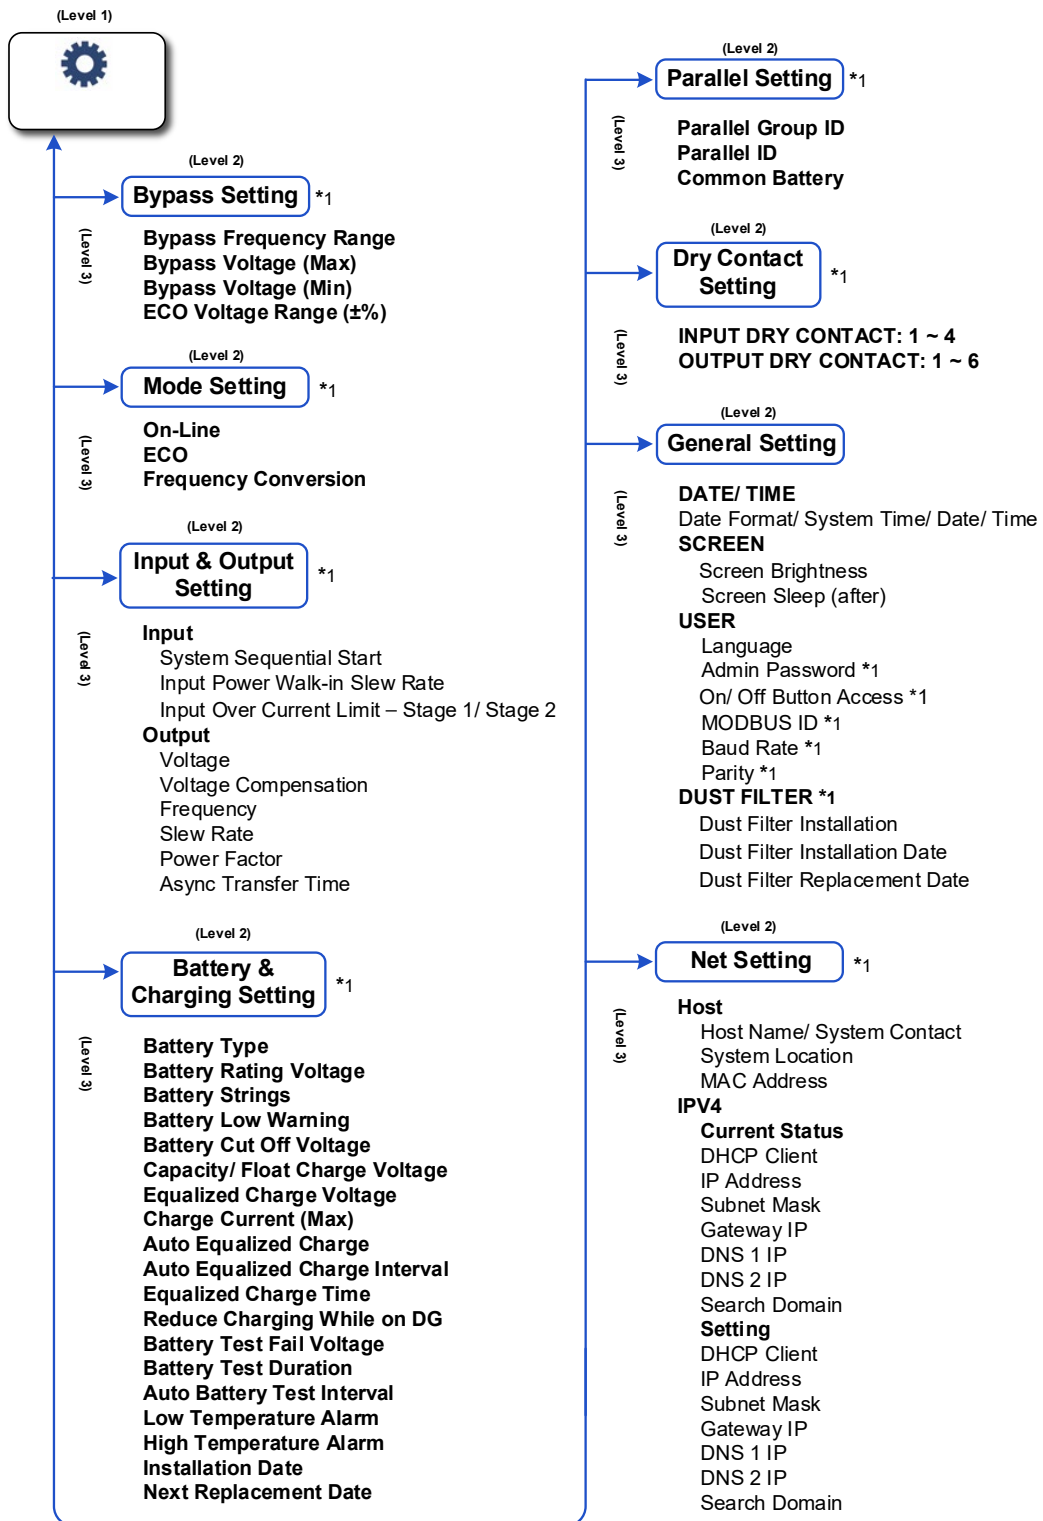 (Level 1)
(Level 2)
Bypass Setting *1
(Level 3)
Bypass Frequency Range
Bypass Voltage (Max)
Bypass Voltage (Min)
ECO Voltage Range (±%)
(Level 2)
Mode Setting *1
(Level 3)
On-Line
ECO
Frequency Conversion
(Level 2)
Input & Output
Setting
*1
(Level 3)
Input
System Sequential Start
Input Power Walk-in Slew Rate
Input Over Current Limit – Stage 1/ Stage 2
Output
Voltage
Voltage Compensation
Frequency
Slew Rate
Power Factor
Async Transfer Time
(Level 2)
Battery &
Charging Setting
*1
(Level 3)
Battery Type
Battery Rating Voltage
Battery Strings
Battery Low Warning
Battery Cut Off Voltage
Capacity/ Float Charge Voltage
Equalized Charge Voltage
Charge Current (Max)
Auto Equalized Charge
Auto Equalized Charge Interval
Equalized Charge Time
Reduce Charging While on DG
Battery Test Fail Voltage
Battery Test Duration
Auto Battery Test Interval
Low Temperature Alarm
High Temperature Alarm
Installation Date
Next Replacement Date
(Level 2)
Parallel Setting *1
(Level 3)
Parallel Group ID
Parallel ID
Common Battery
(Level 2)
Dry Contact
Setting
*1
(Level 3)
INPUT DRY CONTACT: 1 ~ 4
OUTPUT DRY CONTACT: 1 ~ 6
(Level 2)
General Setting
(Level 3)
DATE/ TIME
Date Format/ System Time/ Date/ Time
SCREEN
Screen Brightness
Screen Sleep (after)
USER
Language
Admin Password *1
On/ Off Button Access *1
MODBUS ID *1
Baud Rate *1
Parity *1
DUST FILTER *1
Dust Filter Installation
Dust Filter Installation Date
Dust Filter Replacement Date
(Level 2)
Net Setting *1
(Level 3)
Host
Host Name/ System Contact
System Location
MAC Address
IPV4
Current Status
DHCP Client
IP Address
Subnet Mask
Gateway IP
DNS 1 IP
DNS 2 IP
Search Domain
Setting
DHCP Client
IP Address
Subnet Mask
Gateway IP
DNS 1 IP
DNS 2 IP
Search Domain